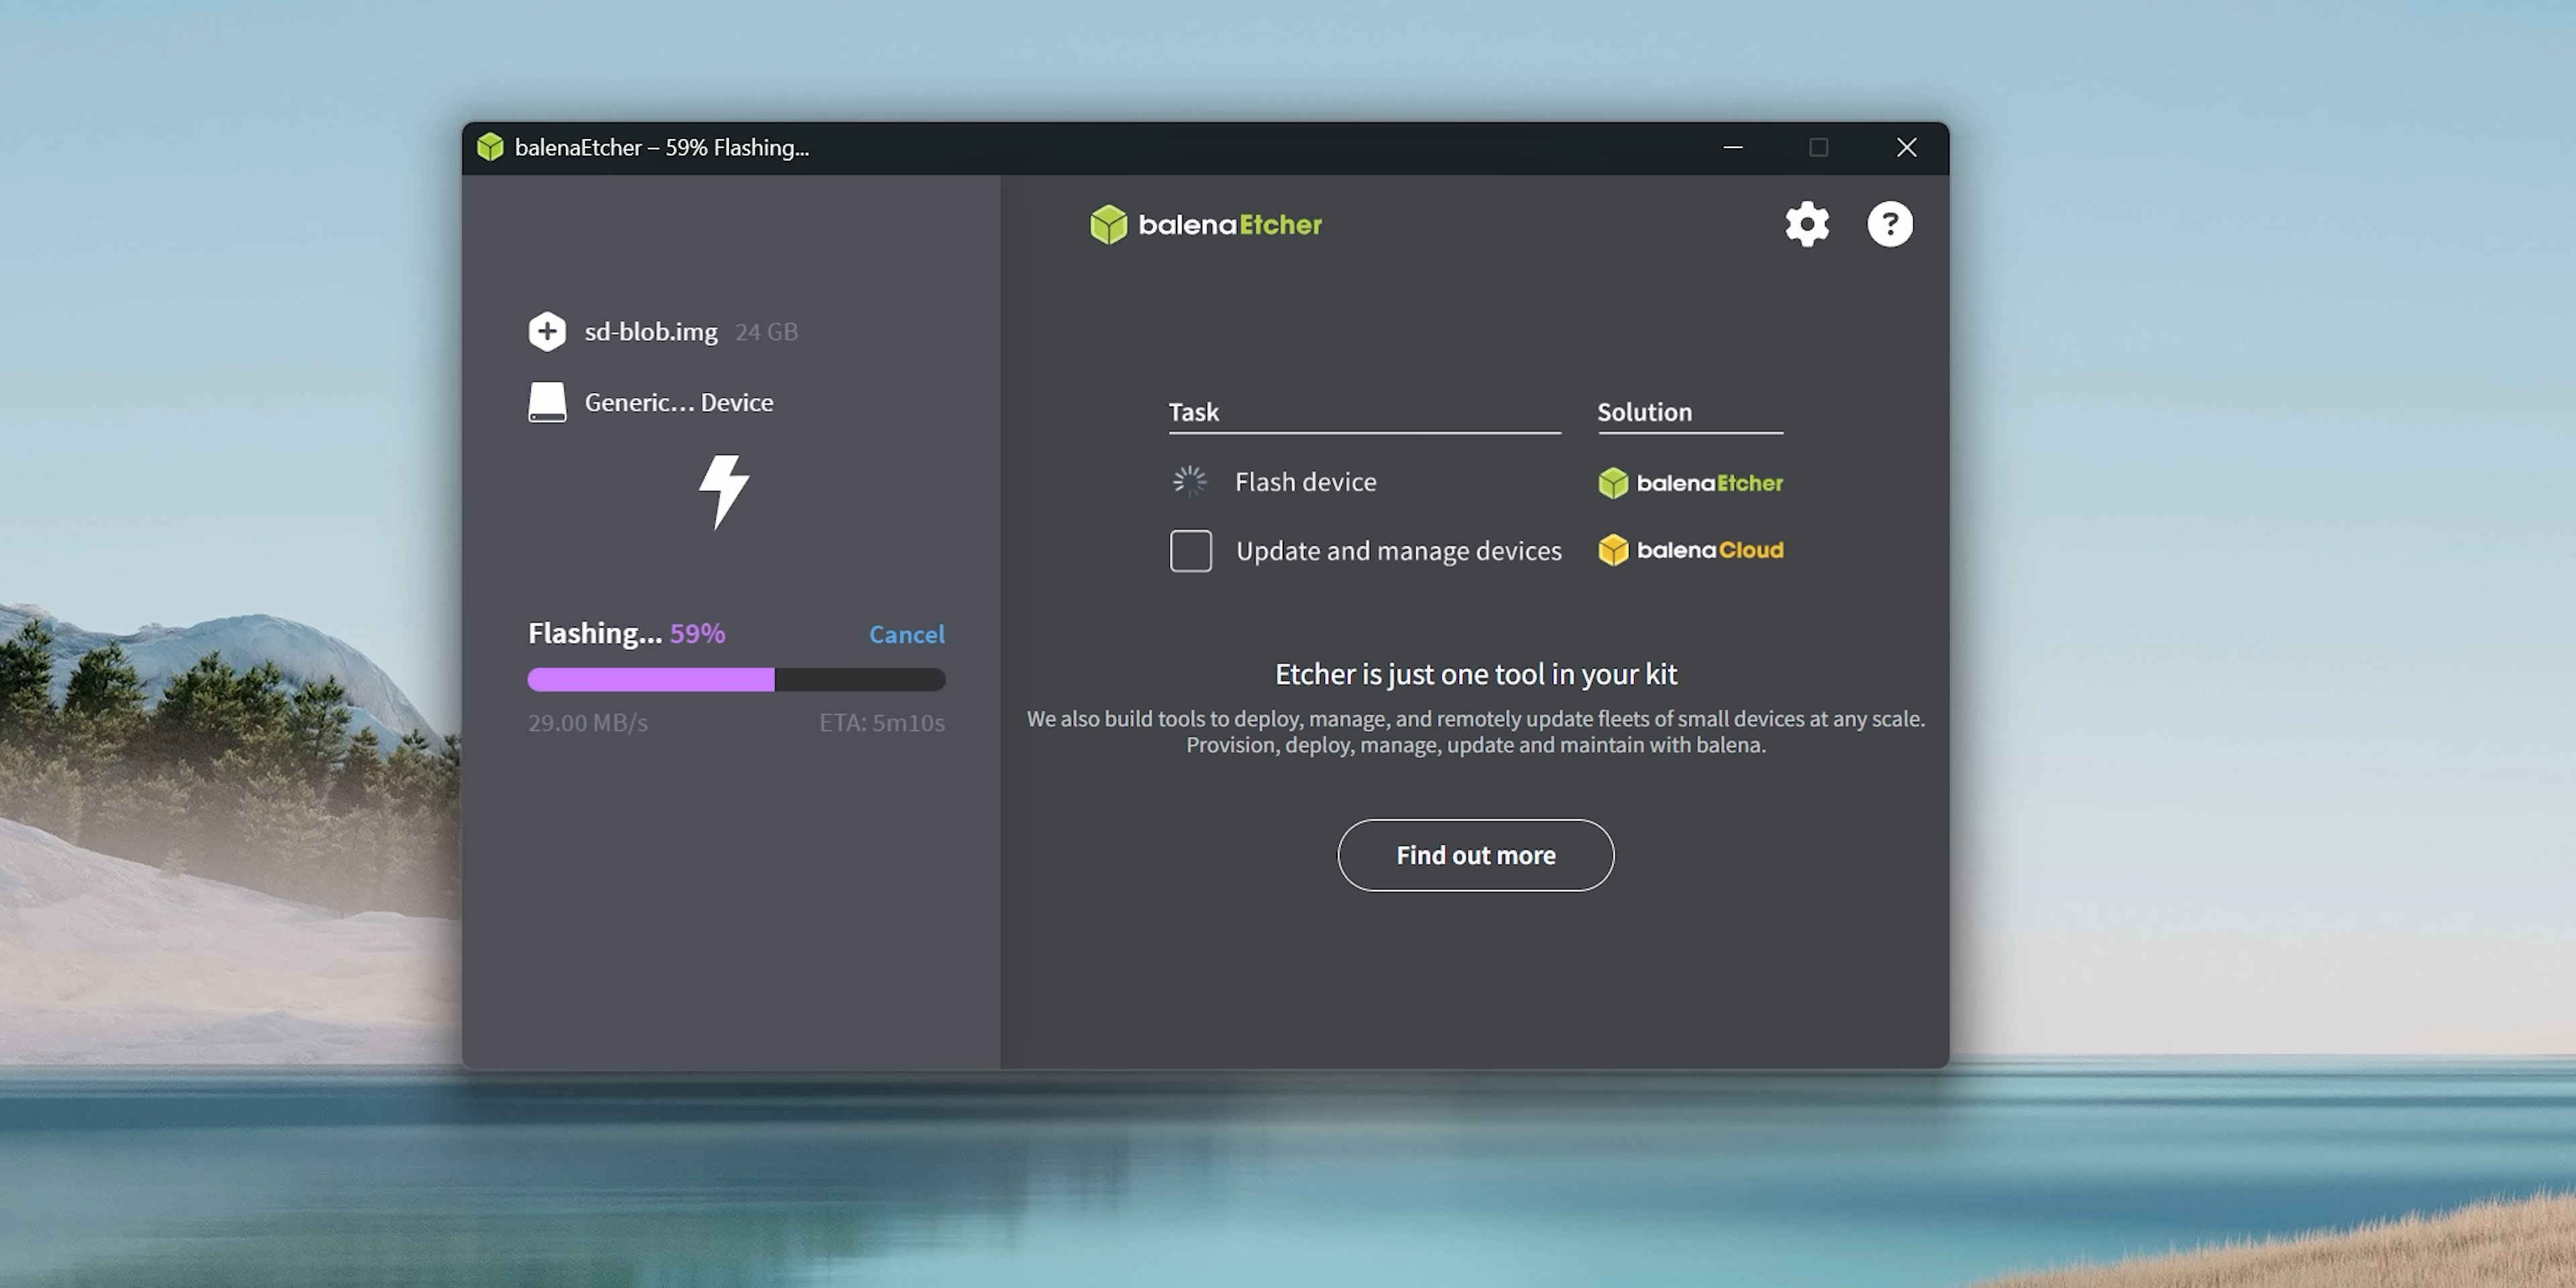 balenaEtcher – 59% Flashing...
balenaEtcher
?
sd-blob.img 24 GB
Generic... Device
Task Solution
Flash device balenaEtcher
Update and manage devices balenaCloud
Flashing... 59% Cancel
29.00 MB/s ETA: 5m10s
Etcher is just one tool in your kit
We also build tools to deploy, manage, and remotely update fleets of small devices at any scale.
Provision, deploy, manage, update and maintain with balena.
Find out more